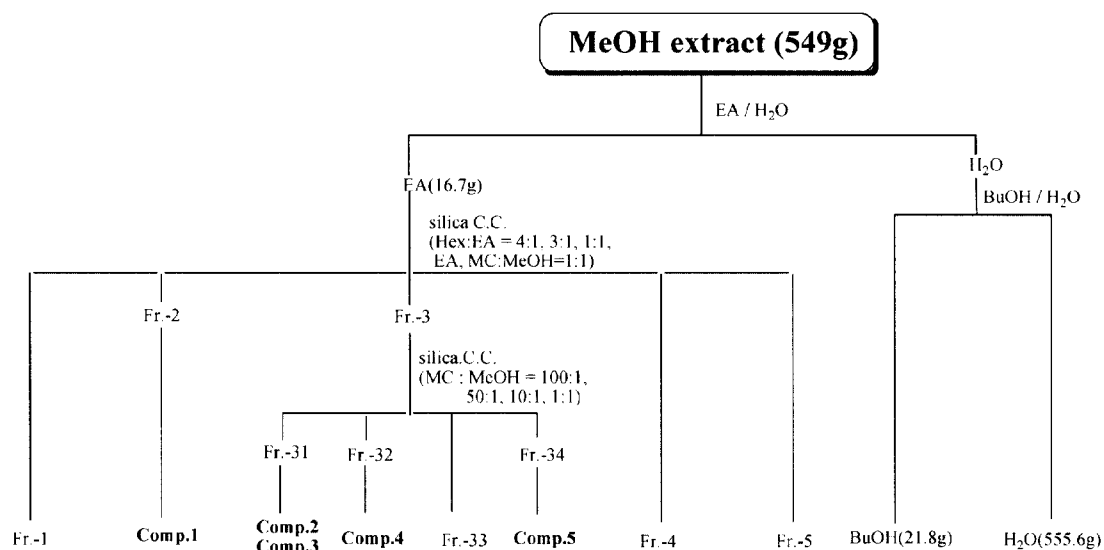 MeOH extract (549g)
EA / H₂O
H₂O
EA(16.7g)
BuOH / H₂O
silica C.C.
(Hex:EA = 4:1, 3:1, 1:1,
EA, MC:MeOH=1:1)
Fr.-2
Fr.-3
silica.C.C.
(MC : MeOH = 100:1,
50:1, 10:1, 1:1)
Fr.-31
Fr.-32
Fr.-34
Fr.-1
Comp.1
Comp.2
Comp.3
Comp.4
Fr.-33
Comp.5
Fr.-4
Fr.-5
BuOH(21.8g)
H₂O(555.6g)